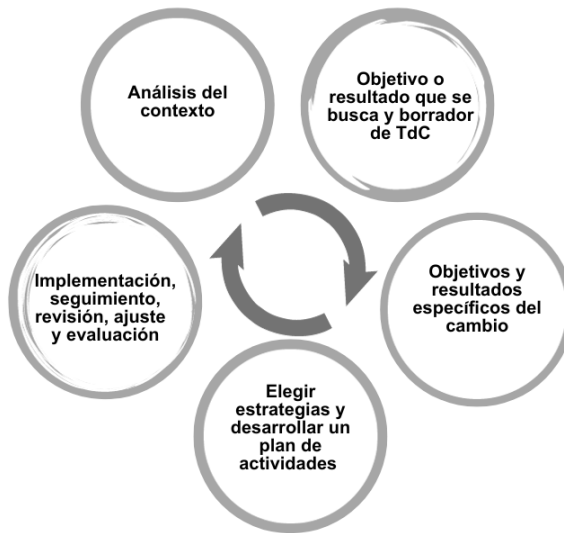 Análisis del
contexto
Objetivo o
resultado que se
busca y borrador
de TdC
Objetivos y
resultados
específicos del
cambio
Elegir
estrategias y
desarrollar un
plan de
actividades
Implementación,
seguimiento,
revisión, ajuste
y evaluación